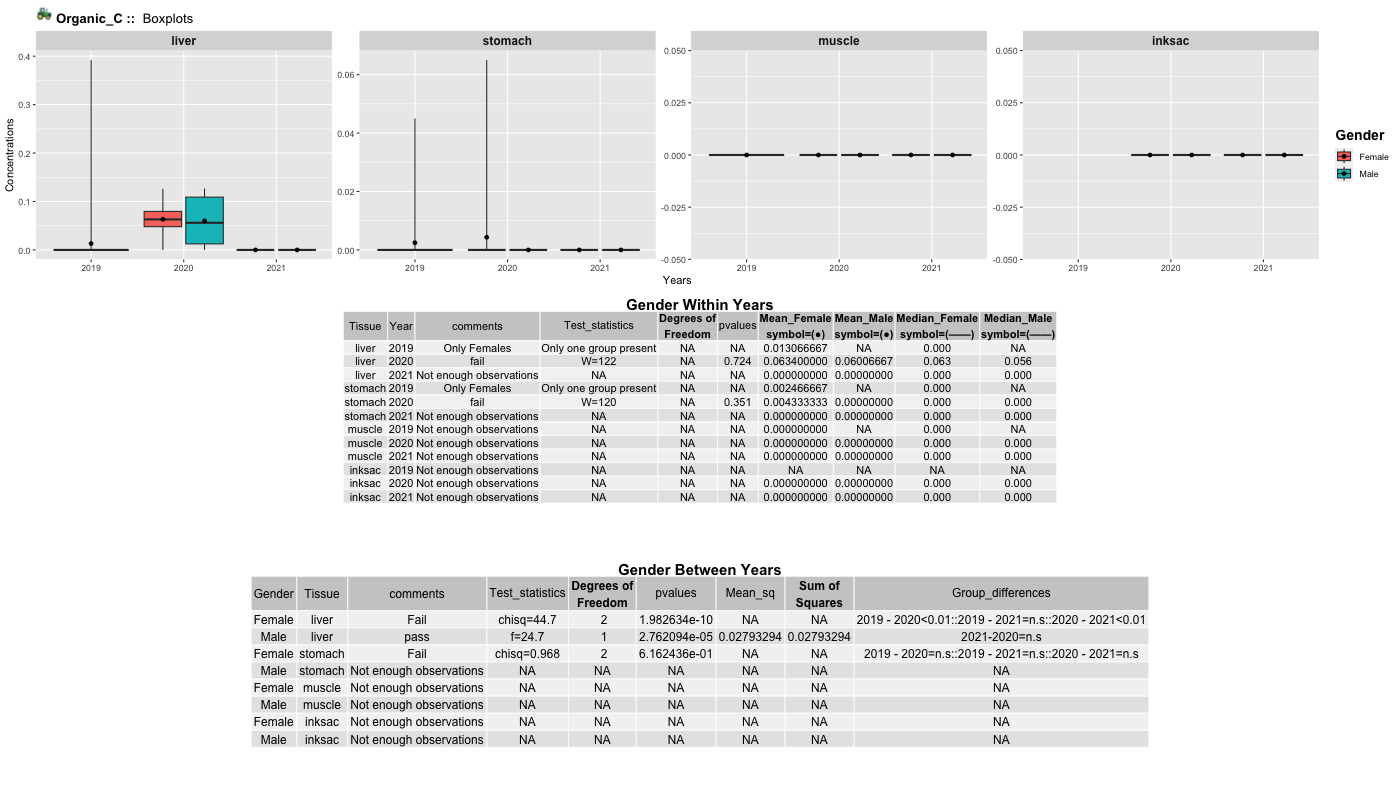 Organic_C :: Boxplots
liver stomach muscle inksac
Concentrations
0.4
0.3
0.2
0.1
0.0
0.06
0.04
0.02
0.00
0.050
0.025
0.000
-0.025
-0.050
0.050
0.025
0.000
-0.025
-0.050
2019 2020 2021 2019 2020 2021 2019 2020 2021 2019 2020 2021
Years
Gender
Female
Male
Gender Within Years
Tissue Year comments Test_statistics Degrees of Freedom pvalues Mean_Female symbol=(●) Mean_Male symbol=(●) Median_Female symbol=(——) Median_Male symbol=(——)
liver 2019 Only Females Only one group present NA NA 0.013066667 NA 0.000 NA
liver 2020 fail W=122 NA 0.724 0.063400000 0.06006667 0.063 0.056
liver 2021 Not enough observations NA NA NA 0.000000000 0.00000000 0.000 0.000
stomach 2019 Only Females Only one group present NA NA 0.002466667 NA 0.000 NA
stomach 2020 fail W=120 NA 0.351 0.004333333 0.00000000 0.000 0.000
stomach 2021 Not enough observations NA NA NA 0.000000000 0.00000000 0.000 0.000
muscle 2019 Not enough observations NA NA NA 0.000000000 NA 0.000 NA
muscle 2020 Not enough observations NA NA NA 0.000000000 0.00000000 0.000 0.000
muscle 2021 Not enough observations NA NA NA 0.000000000 0.00000000 0.000 0.000
inksac 2019 Not enough observations NA NA NA NA NA NA NA
inksac 2020 Not enough observations NA NA NA 0.000000000 0.00000000 0.000 0.000
inksac 2021 Not enough observations NA NA NA 0.000000000 0.00000000 0.000 0.000
Gender Between Years
Gender Tissue comments Test_statistics Degrees of Freedom pvalues Mean_sq Sum of Squares Group_differences
Female liver Fail chisq=44.7 2 1.982634e-10 NA NA 2019 - 2020<0.01::2019 - 2021=n.s::2020 - 2021<0.01
Male liver pass f=24.7 1 2.762094e-05 0.02793294 0.02793294 2021-2020=n.s
Female stomach Fail chisq=0.968 2 6.162436e-01 NA NA 2019 - 2020=n.s::2019 - 2021=n.s::2020 - 2021=n.s
Male stomach Not enough observations NA NA NA NA NA NA
Female muscle Not enough observations NA NA NA NA NA NA
Male muscle Not enough observations NA NA NA NA NA NA
Female inksac Not enough observations NA NA NA NA NA NA
Male inksac Not enough observations NA NA NA NA NA NA